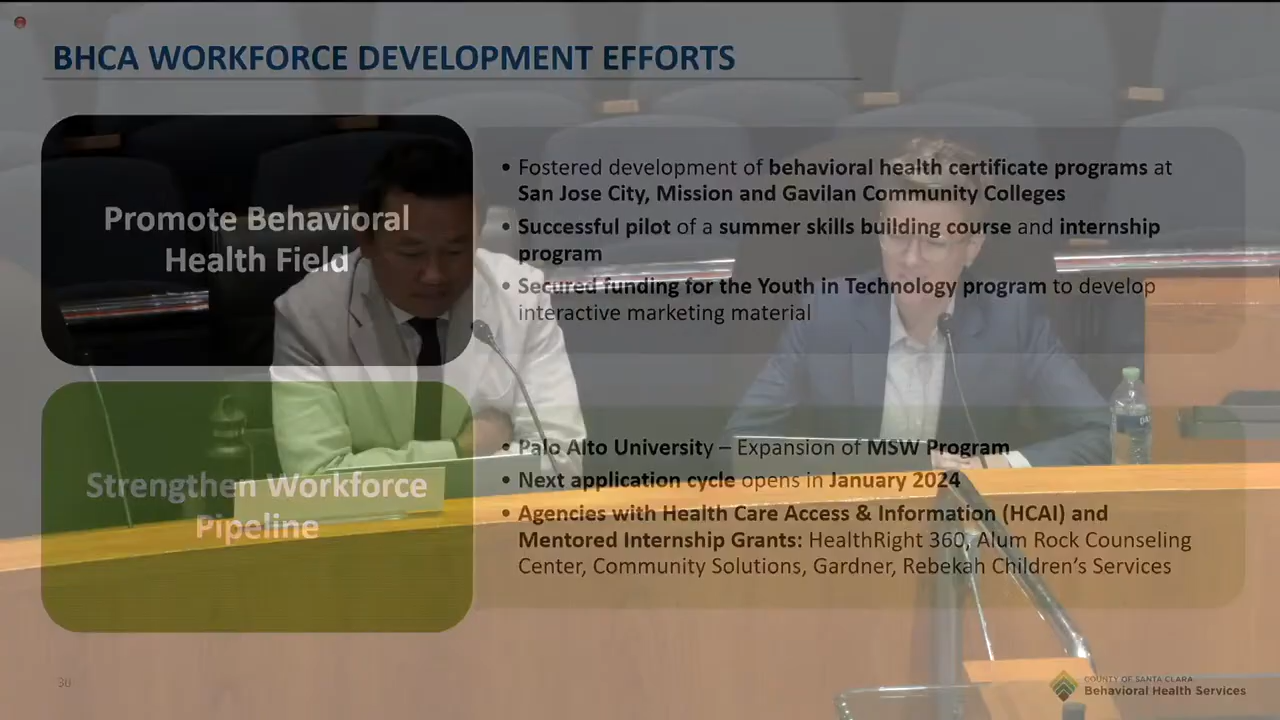 BHCA WORKFORCE DEVELOPMENT EFFORTS
Promote Behavioral
Health Field
• Fostered development of behavioral health certificate programs at
San Jose City, Mission and Gavilan Community Colleges
• Successful pilot of a summer skills building course and internship
program
• Secured funding for the Youth in Technology program to develop
interactive marketing material
Strengthen Workforce
Pipeline
• Palo Alto University – Expansion of MSW Program
• Next application cycle opens in January 2024
• Agencies with Health Care Access & Information (HCAI) and
Mentored Internship Grants: HealthRight 360, Alum Rock Counseling
Center, Community Solutions, Gardner, Rebekah Children's Services
COUNTY OF SANTA CLARA
Behavioral Health Services